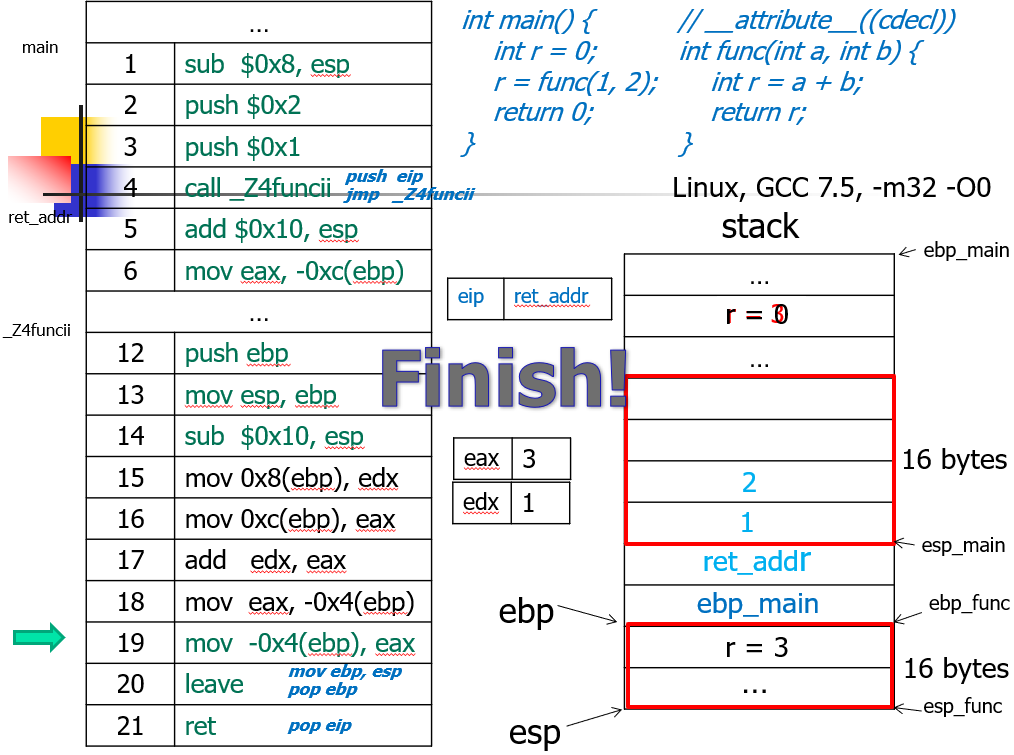 main
...
1 sub $0x8, esp
2 push $0x2
3 push $0x1
4 call _Z4funcii push eip
jmp _Z4funcii
ret_addr
5 add $0x10, esp
6 mov eax, -0xc(ebp)
...
_Z4funcii
12 push ebp
13 mov esp, ebp
14 sub $0x10, esp
15 mov 0x8(ebp), edx
16 mov 0xc(ebp), eax
17 add edx, eax
18 mov eax, -0x4(ebp)
19 mov -0x4(ebp), eax
20 leave mov ebp, esp
pop ebp
21 ret pop eip
int main() {
int r = 0;
r = func(1, 2);
return 0;
}
// __attribute__((cdecl))
int func(int a, int b) {
int r = a + b;
return r;
}
Linux, GCC 7.5, -m32 -O0
eip ret_addr
Finish!
eax 3
edx 1
stack
ebp_main
...
r = 3
r = 0
...
16 bytes
2
1
esp_main
ret_addr
ebp_main
ebp
ebp_func
r = 3
16 bytes
...
esp_func
esp